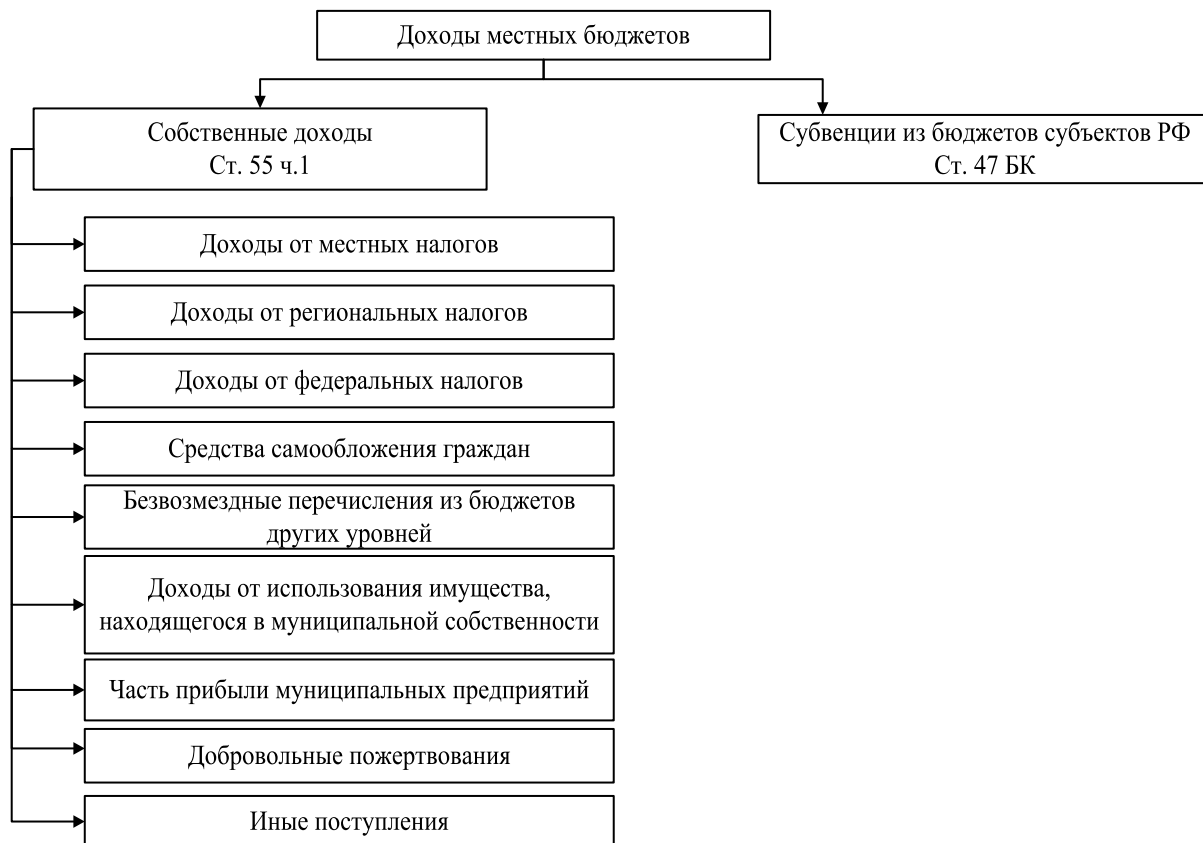 Доходы местных бюджетов
Собственные доходы
Ст. 55 ч.1
Субвенции из бюджетов субъектов РФ
Ст. 47 БК
Доходы от местных налогов
Доходы от региональных налогов
Доходы от федеральных налогов
Средства самообложения граждан
Безвозмездные перечисления из бюджетов
других уровней
Доходы от использования имущества,
находящегося в муниципальной собственности
Часть прибыли муниципальных предприятий
Добровольные пожертвования
Иные поступления